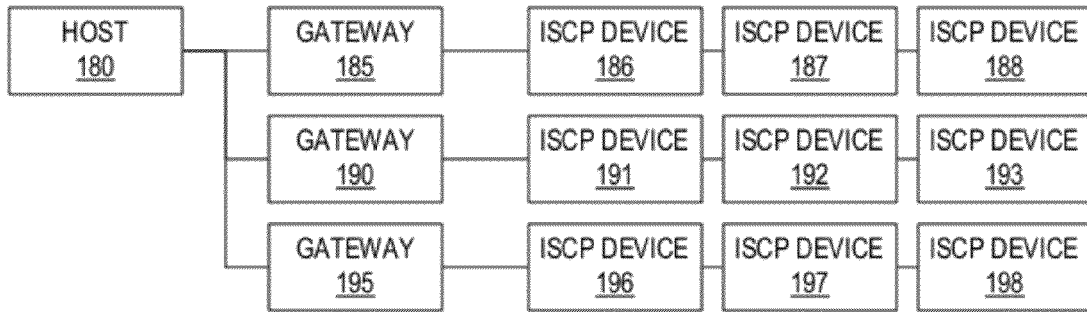 HOST
180
GATEWAY
185
ISCP DEVICE
186
ISCP DEVICE
187
ISCP DEVICE
188
GATEWAY
190
ISCP DEVICE
191
ISCP DEVICE
192
ISCP DEVICE
193
GATEWAY
195
ISCP DEVICE
196
ISCP DEVICE
197
ISCP DEVICE
198